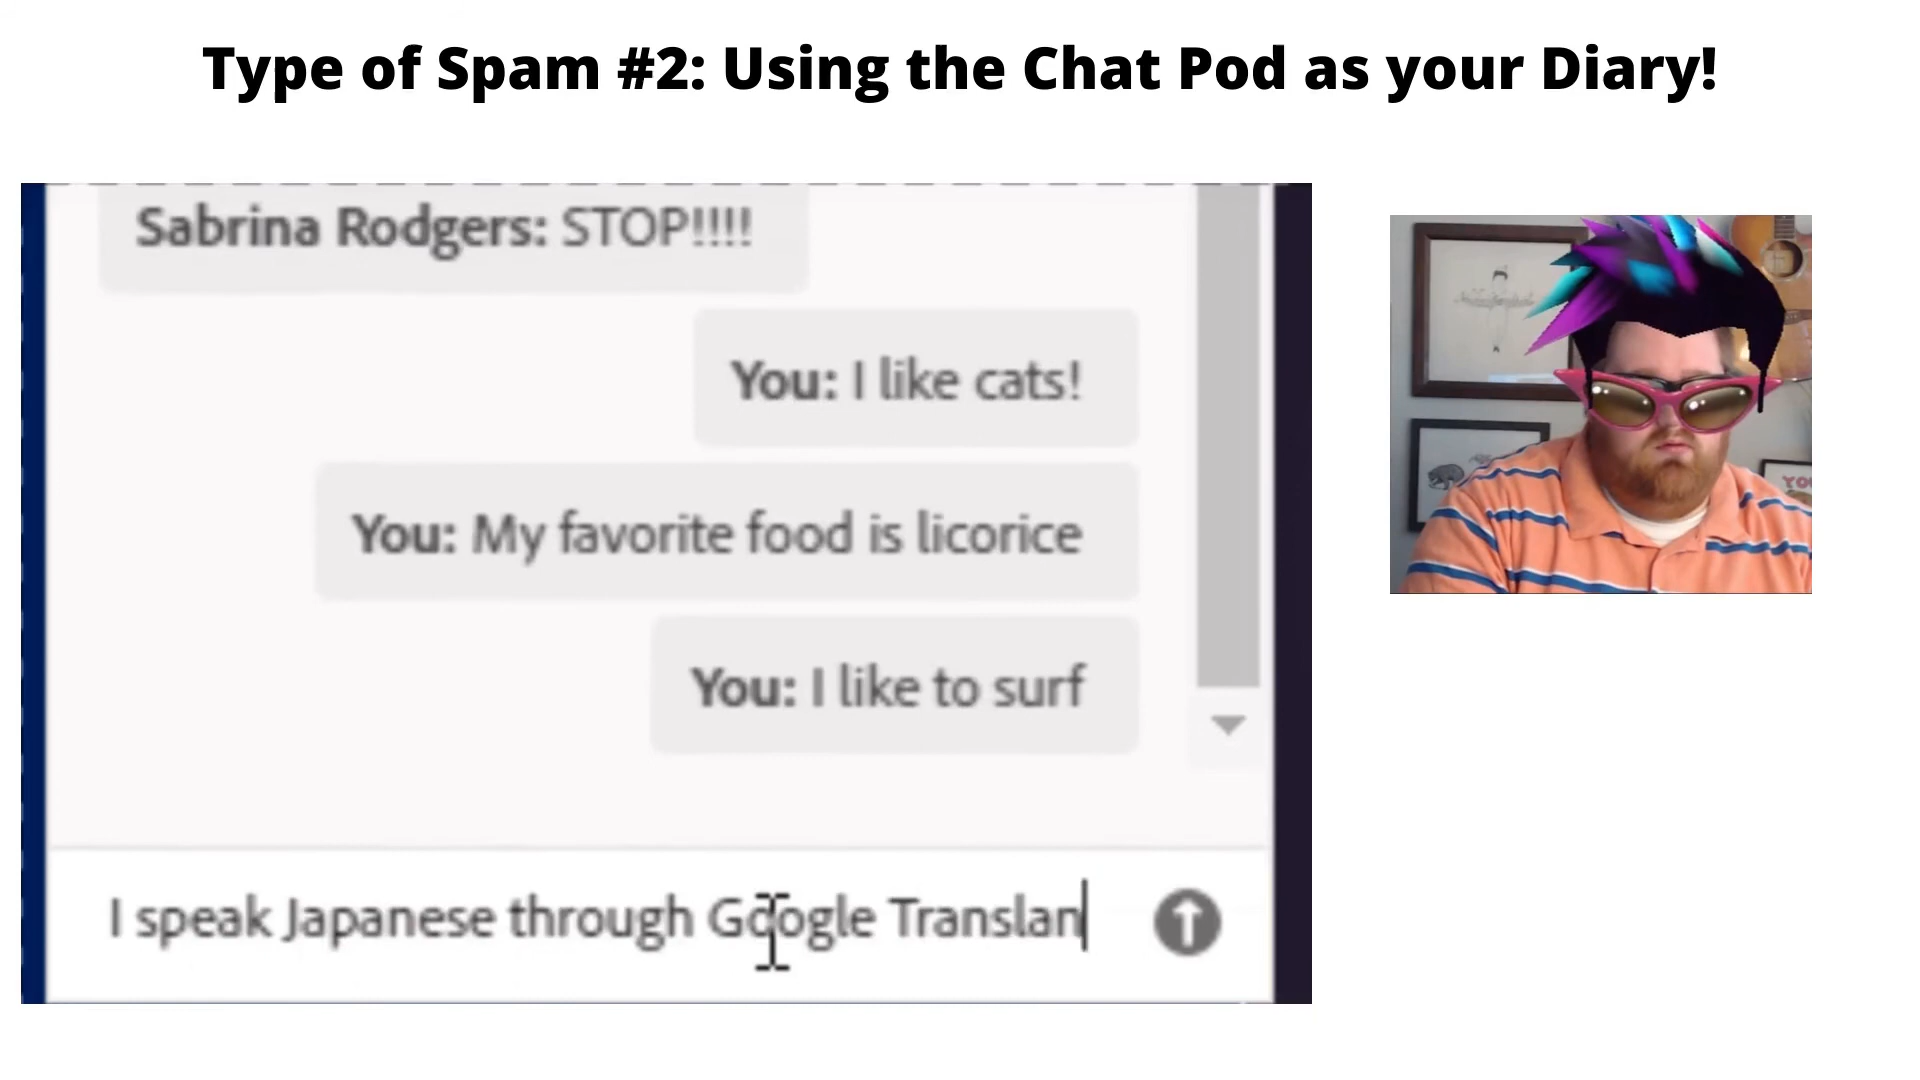 Type of Spam #2: Using the Chat Pod as your Diary!
Sabrina Rodgers: STOP!!!!
You: I like cats!
You: My favorite food is licorice
You: I like to surf
I speak Japanese through Google Translan
YO